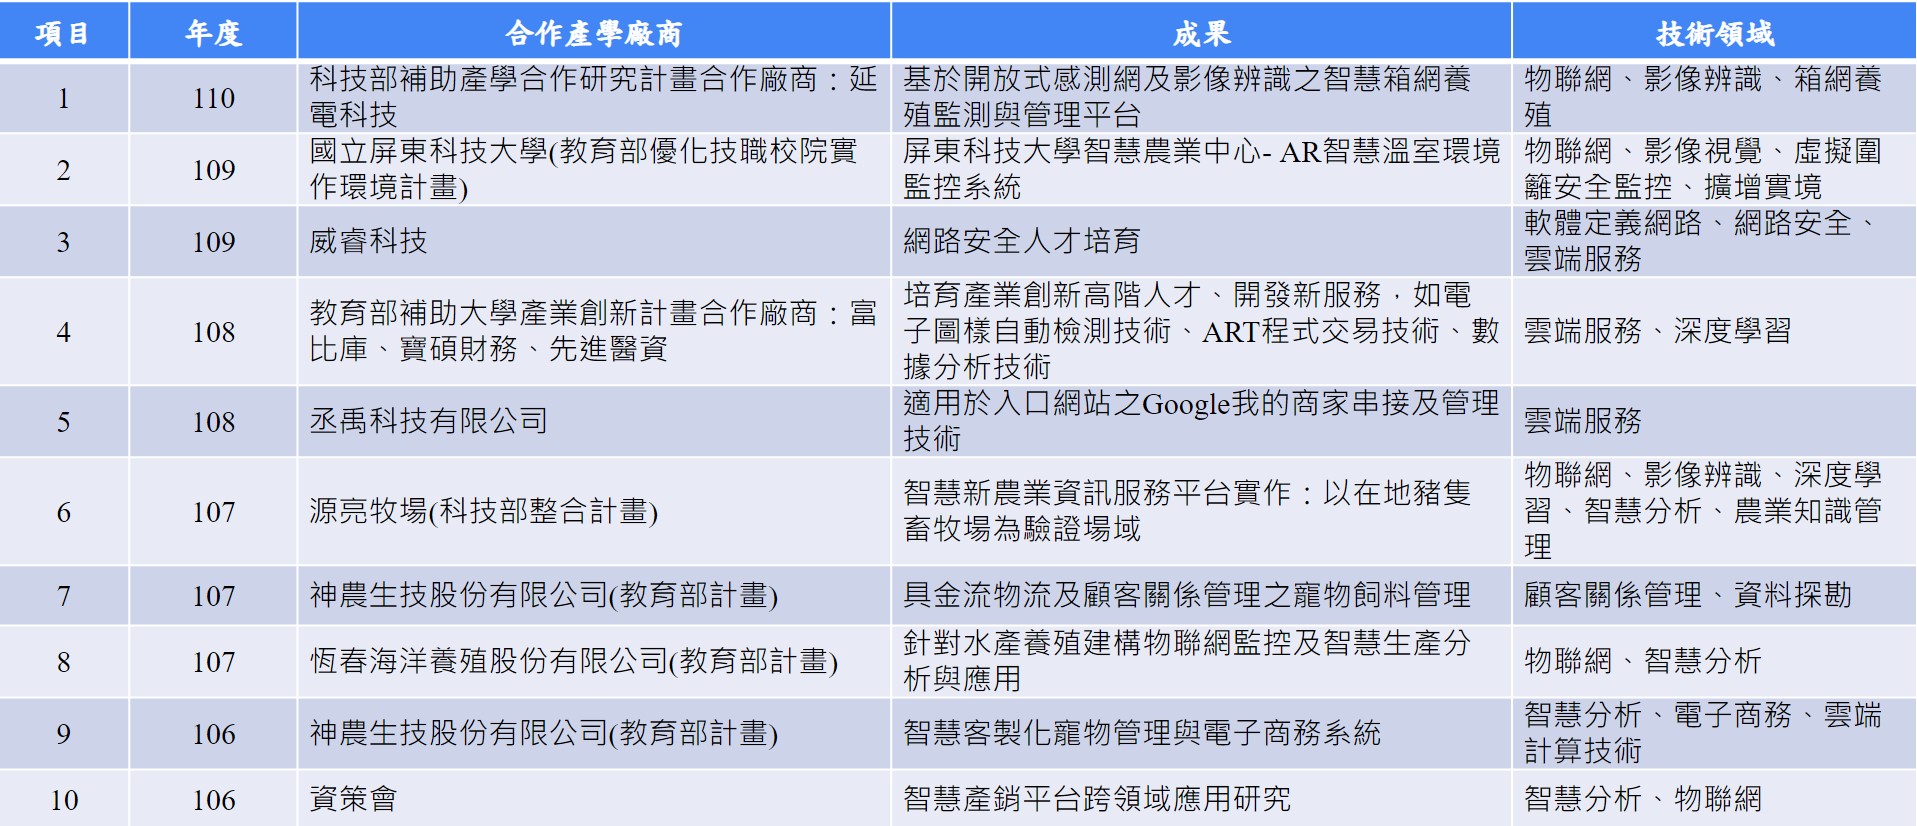 項目 年度 合作產學廠商 成果 技術領域
1 110 科技部補助產學合作研究計畫合作廠商：延
電科技
基於開放式感測網及影像辨識之智慧箱網養
殖監測與管理平台
物聯網、影像辨識、箱網養
殖
2 109 國立屏東科技大學(教育部優化技職校院實
作環境計畫)
屏東科技大學智慧農業中心- AR智慧溫室環境
監控系統
物聯網、影像視覺、虛擬圍
籬安全監控、擴增實境
3 109 威睿科技 網路安全人才培育
軟體定義網路、網路安全、
雲端服務
4 108 教育部補助大學產業創新計畫合作廠商：富
比庫、寶碩財務、先進醫資
培育產業創新高階人才、開發新服務，如電
子圖樣自動檢測技術、ART程式交易技術、數
據分析技術
雲端服務、深度學習
5 108 丞禹科技有限公司
適用於入口網站之Google我的商家串接及管理
技術
雲端服務
6 107 源亮牧場(科技部整合計畫)
智慧新農業資訊服務平台實作：以在地豬隻
畜牧場為驗證場域
物聯網、影像辨識、深度學
習、智慧分析、農業知識管
理
7 107 神農生技股份有限公司(教育部計畫) 具金流物流及顧客關係管理之寵物飼料管理 顧客關係管理、資料探勘
8 107 恆春海洋養殖股份有限公司(教育部計畫)
針對水產養殖建構物聯網監控及智慧生產分
析與應用
物聯網、智慧分析
9 106 神農生技股份有限公司(教育部計畫) 智慧客製化寵物管理與電子商務系統
智慧分析、電子商務、雲端
計算技術
10 106 資策會 智慧產銷平台跨領域應用研究 智慧分析、物聯網